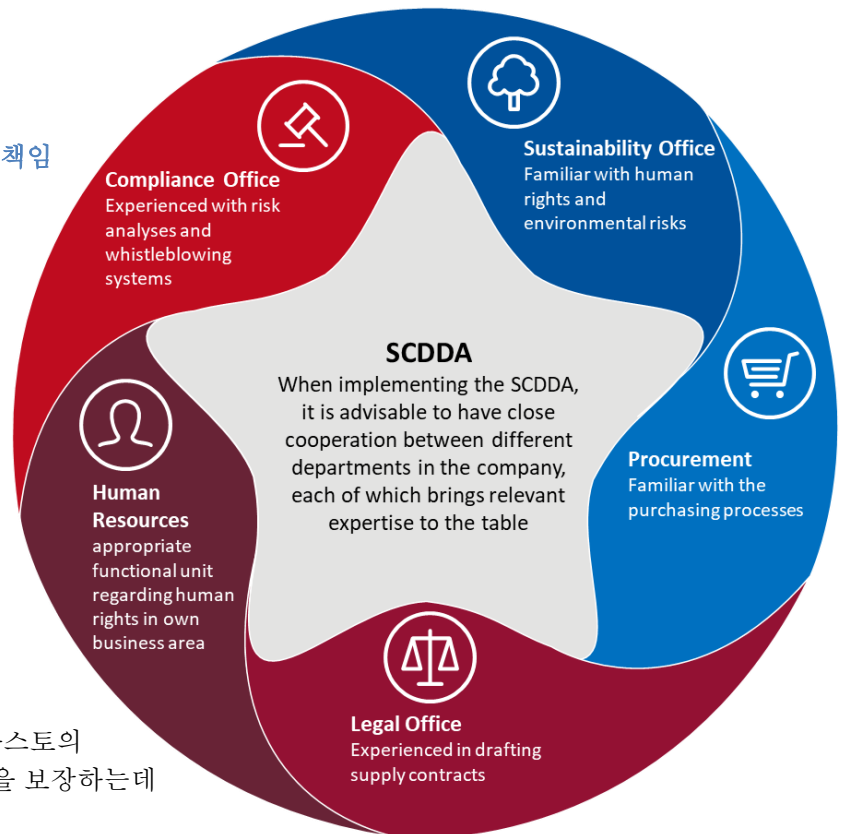 책임
Compliance Office
Experienced with risk
analyses and
whistleblowing
systems
Sustainability Office
Familiar with human
rights and
environmental risks
SCDDA
When implementing the SCDDA,
it is advisable to have close
cooperation between different
departments in the company,
each of which brings relevant
expertise to the table
Procurement
Familiar with the
purchasing processes
Human
Resources
appropriate
functional unit
regarding human
rights in own
business area
Legal Office
Experienced in drafting
supply contracts
스토의
을 보장하는데